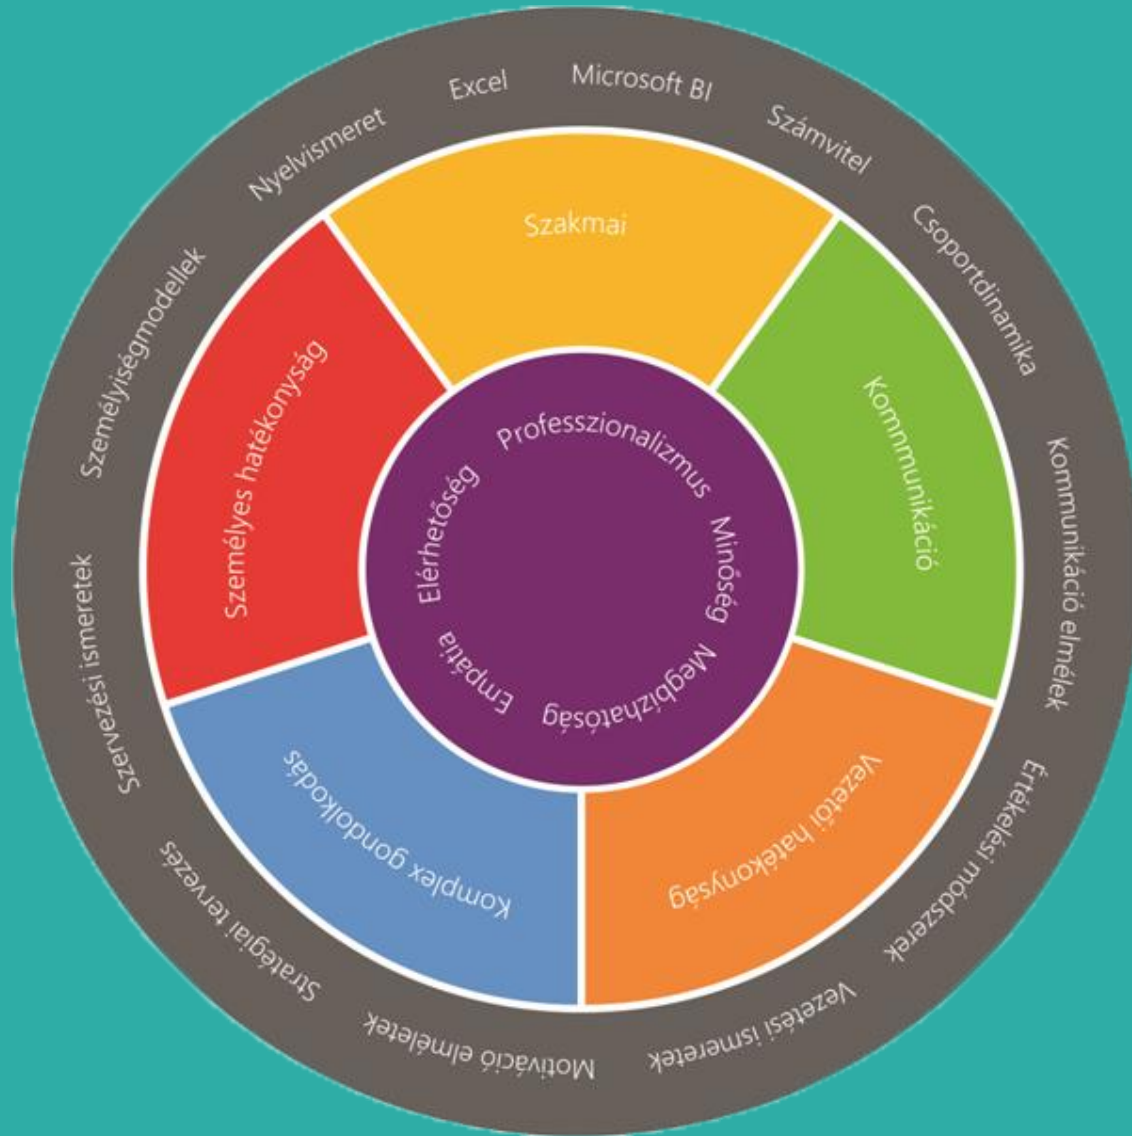 Excel
Microsoft BI
Számvitel
Csoportdinamika
Kommunikáció elmélek
Értékelési módszerek
Vezetési ismeretek
Motiváció elméletek
Stratégiai tervezés
Szervezési ismeretek
Személyiségmodellek
Nyelvismeret
Szakmai
Komnmunikáció
Vezetői hatékonyság
Komplex gondolkodás
Személyes hatékonyság
Professzionalizmus
Minőség
Megbízhatóság
Empátia
Elérhetőség